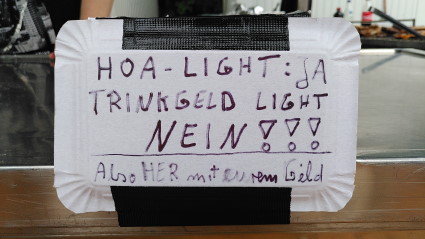 HOA-LIGHT: JA
TRINKGELD LIGHT
NEIN!!!
Also HER mit eurem Geld